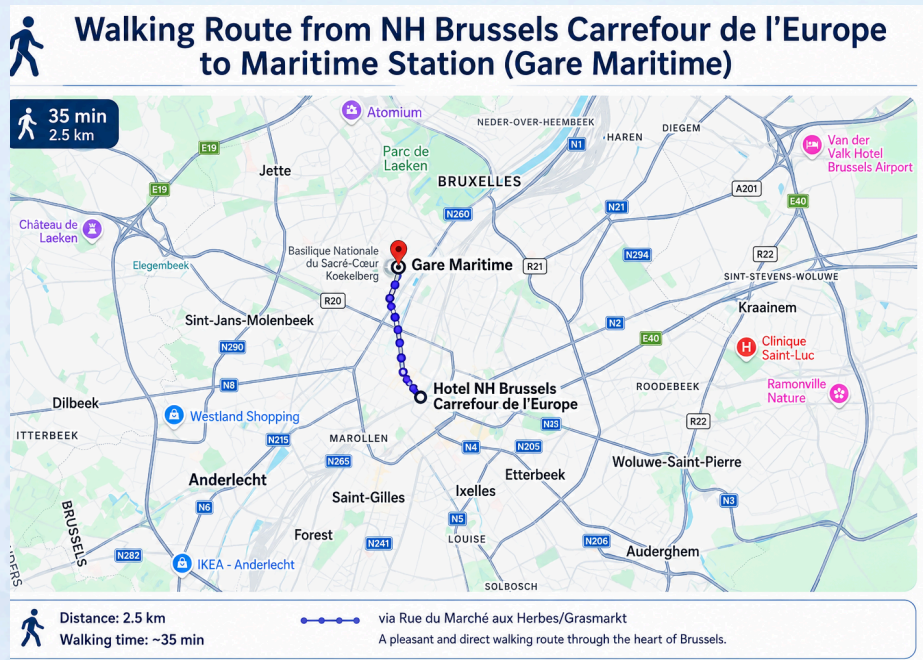 Walking Route from NH Brussels Carrefour de l'Europe
to Maritime Station (Gare Maritime)
35 min
2.5 km
Atomium
NEDER-OVER-HEEMBEEK
HAREN
DIEGEM
N1
Van der
Valk Hotel
Brussels Airport
E19
Parc de
Laeken
Jette
BRUXELLES
E19
A201
E40
N260
N21
Château de
Laeken
Basilique Nationale
du Sacré-Cœur
Koekelberg
Gare Maritime
R21
N294
R22
Elegembeek
SINT-STEVENS-WOLUWE
R20
Kraainem
Sint-Jans-Molenbeek
N2
N290
E40
Clinique
Saint-Luc
H
N8
Hotel NH Brussels
Carrefour de l'Europe
ROODEBEEK
Ramonville
Nature
Dilbeek
Westland Shopping
R22
ITTERBEEK
N215
MAROLLEN
N4
N205
N265
Etterbeek
Woluwe-Saint-Pierre
Anderlecht
Saint-Gilles
Ixelles
N3
N6
N5
BRUSSELS
Forest
N241
LOUISE
N206
Auderghem
N282
IKEA - Anderlecht
DERS
SOLBOSCH
Distance: 2.5 km
via Rue du Marché aux Herbes/Grasmarkt
Walking time: ~35 min
A pleasant and direct walking route through the heart of Brussels.